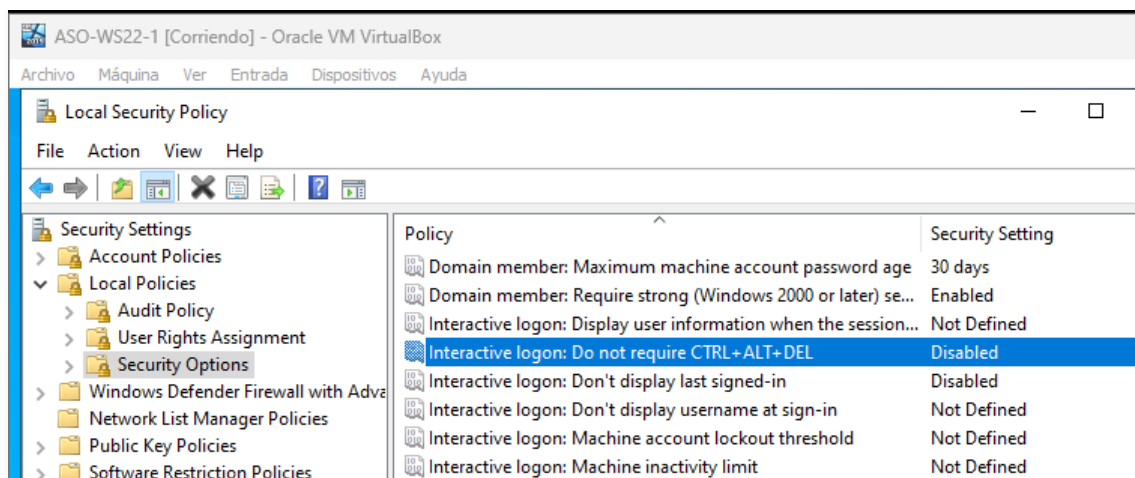 ASO-WS22-1 [Corriendo] - Oracle VM VirtualBox
Archivo Máquina Ver Entrada Dispositivos Ayuda
Local Security Policy
File Action View Help
Security Settings
Account Policies
Local Policies
Audit Policy
User Rights Assignment
Security Options
Windows Defender Firewall with Adva
Network List Manager Policies
Public Key Policies
Software Restriction Policies
Policy Security Setting
Domain member: Maximum machine account password age 30 days
Domain member: Require strong (Windows 2000 or later) se... Enabled
Interactive logon: Display user information when the session... Not Defined
Interactive logon: Do not require CTRL+ALT+DEL Disabled
Interactive logon: Don't display last signed-in Disabled
Interactive logon: Don't display username at sign-in Not Defined
Interactive logon: Machine account lockout threshold Not Defined
Interactive logon: Machine inactivity limit Not Defined